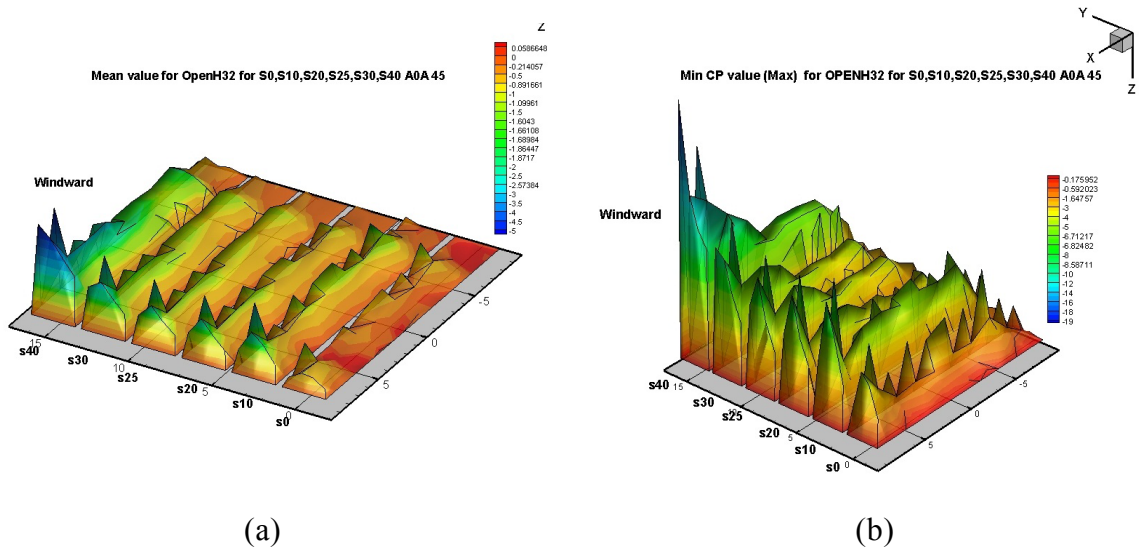 Z
Mean value for OpenH32 for S0,S10,S20,S25,S30,S40 A0A 45
0.0586648
0
-0.214057
-0.5
-0.891661
-1
-1.09961
-1.5
-1.6043
-1.66108
-1.68984
-1.86447
-1.8717
-2
-2.57384
-3
-3.5
-4
-4.5
-5
Windward
s40
15
s30
10
s25
s20
5
s10
0
s0
5
0
-5
(a)
Y
X
Z
Min CP value (Max) for OPENH32 for S0,S10,S20,S25,S30,S40 A0A 45
-0.175952
-0.592023
-1.64757
-3
-4
-5
-6.71217
-6.82482
-8.58711
-10
-12
-14
-16
-18
-19
Windward
s40
15
s30
s25
s20
5
s10
s0
0
5
0
-5
(b)